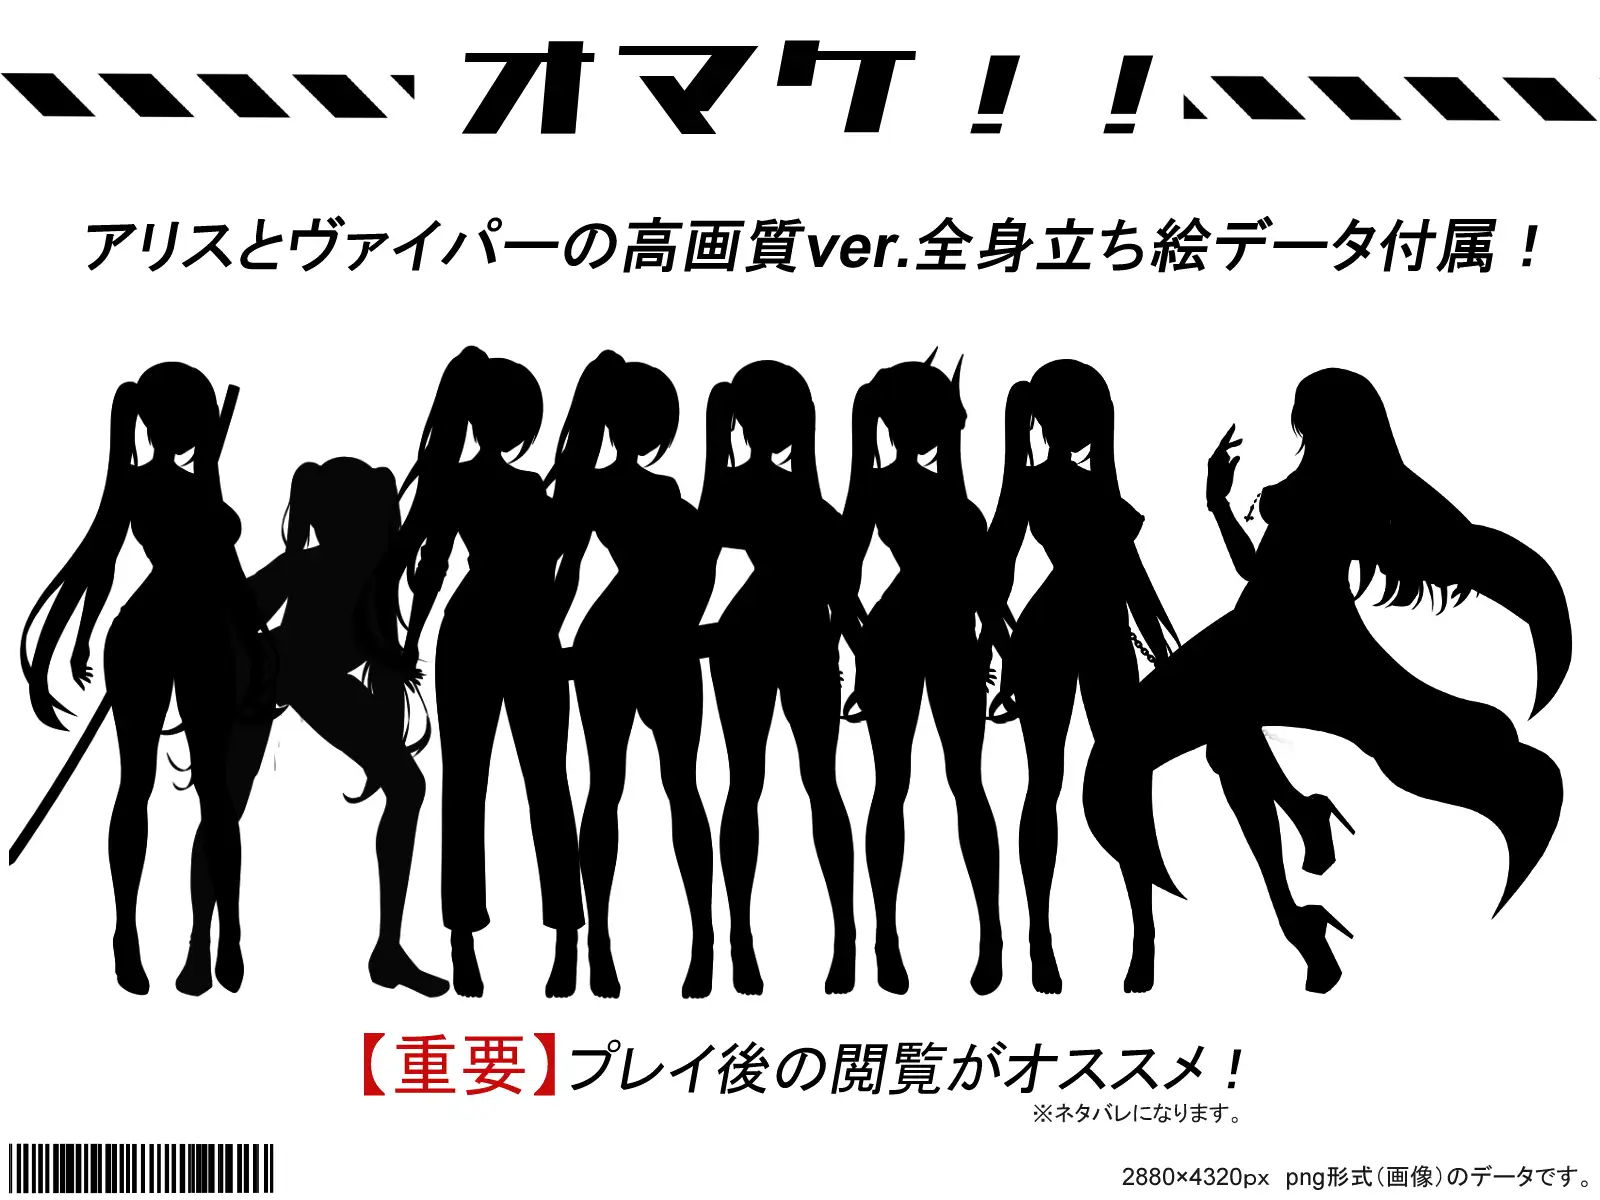 オマケ！！
アリスとヴァイパーの高画質ver.全身立ち絵データ付属！
【重要】プレイ後の閲覧がオススメ！
※ネタバレになります。
2880×4320px　png形式（画像）のデータです。